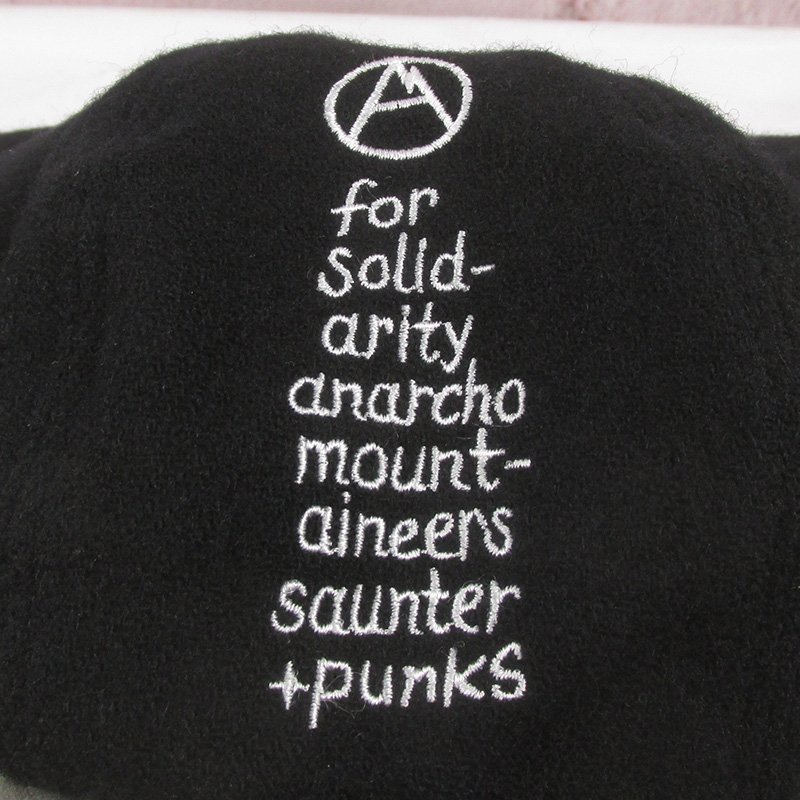 for
solid-
arity
anarcho
mount-
aineers
saunter
+punks